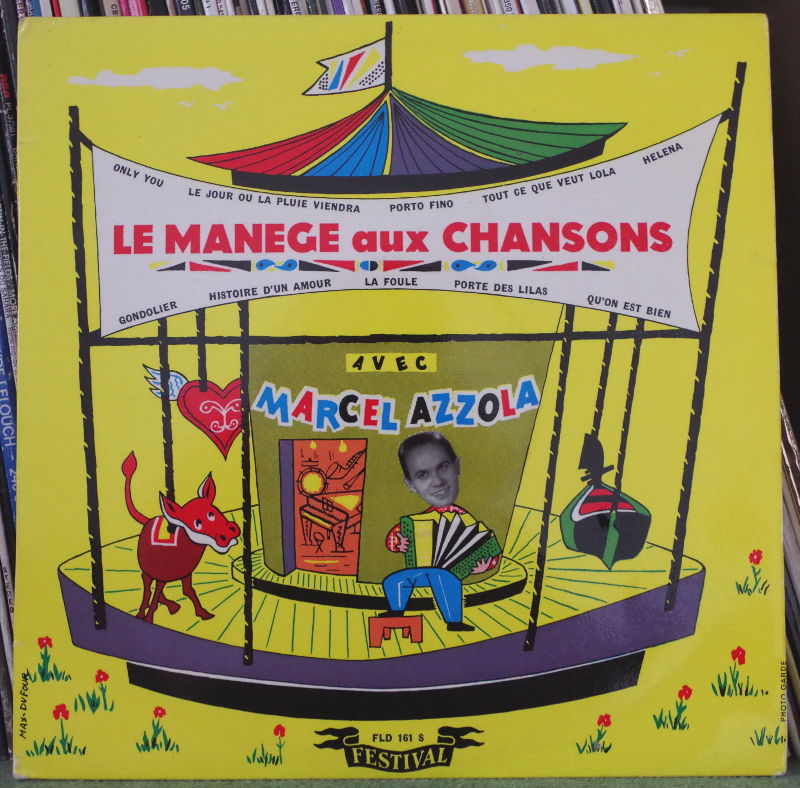 ONLY YOU
LE JOUR OU LA PLUIE VIENDRA
PORTO FINO
TOUT CE QUE VEUT LOLA
HELENA
LE MANEGE aux CHANSONS
GONDOLIER
HISTOIRE D'UN AMOUR
LA FOULE
PORTE DES LILAS
QU'ON EST BIEN
AVEC
MARCEL AZZOLA
MAX-DUFOUR
PHOTO GARDE
FLD 161 S
FESTIVAL